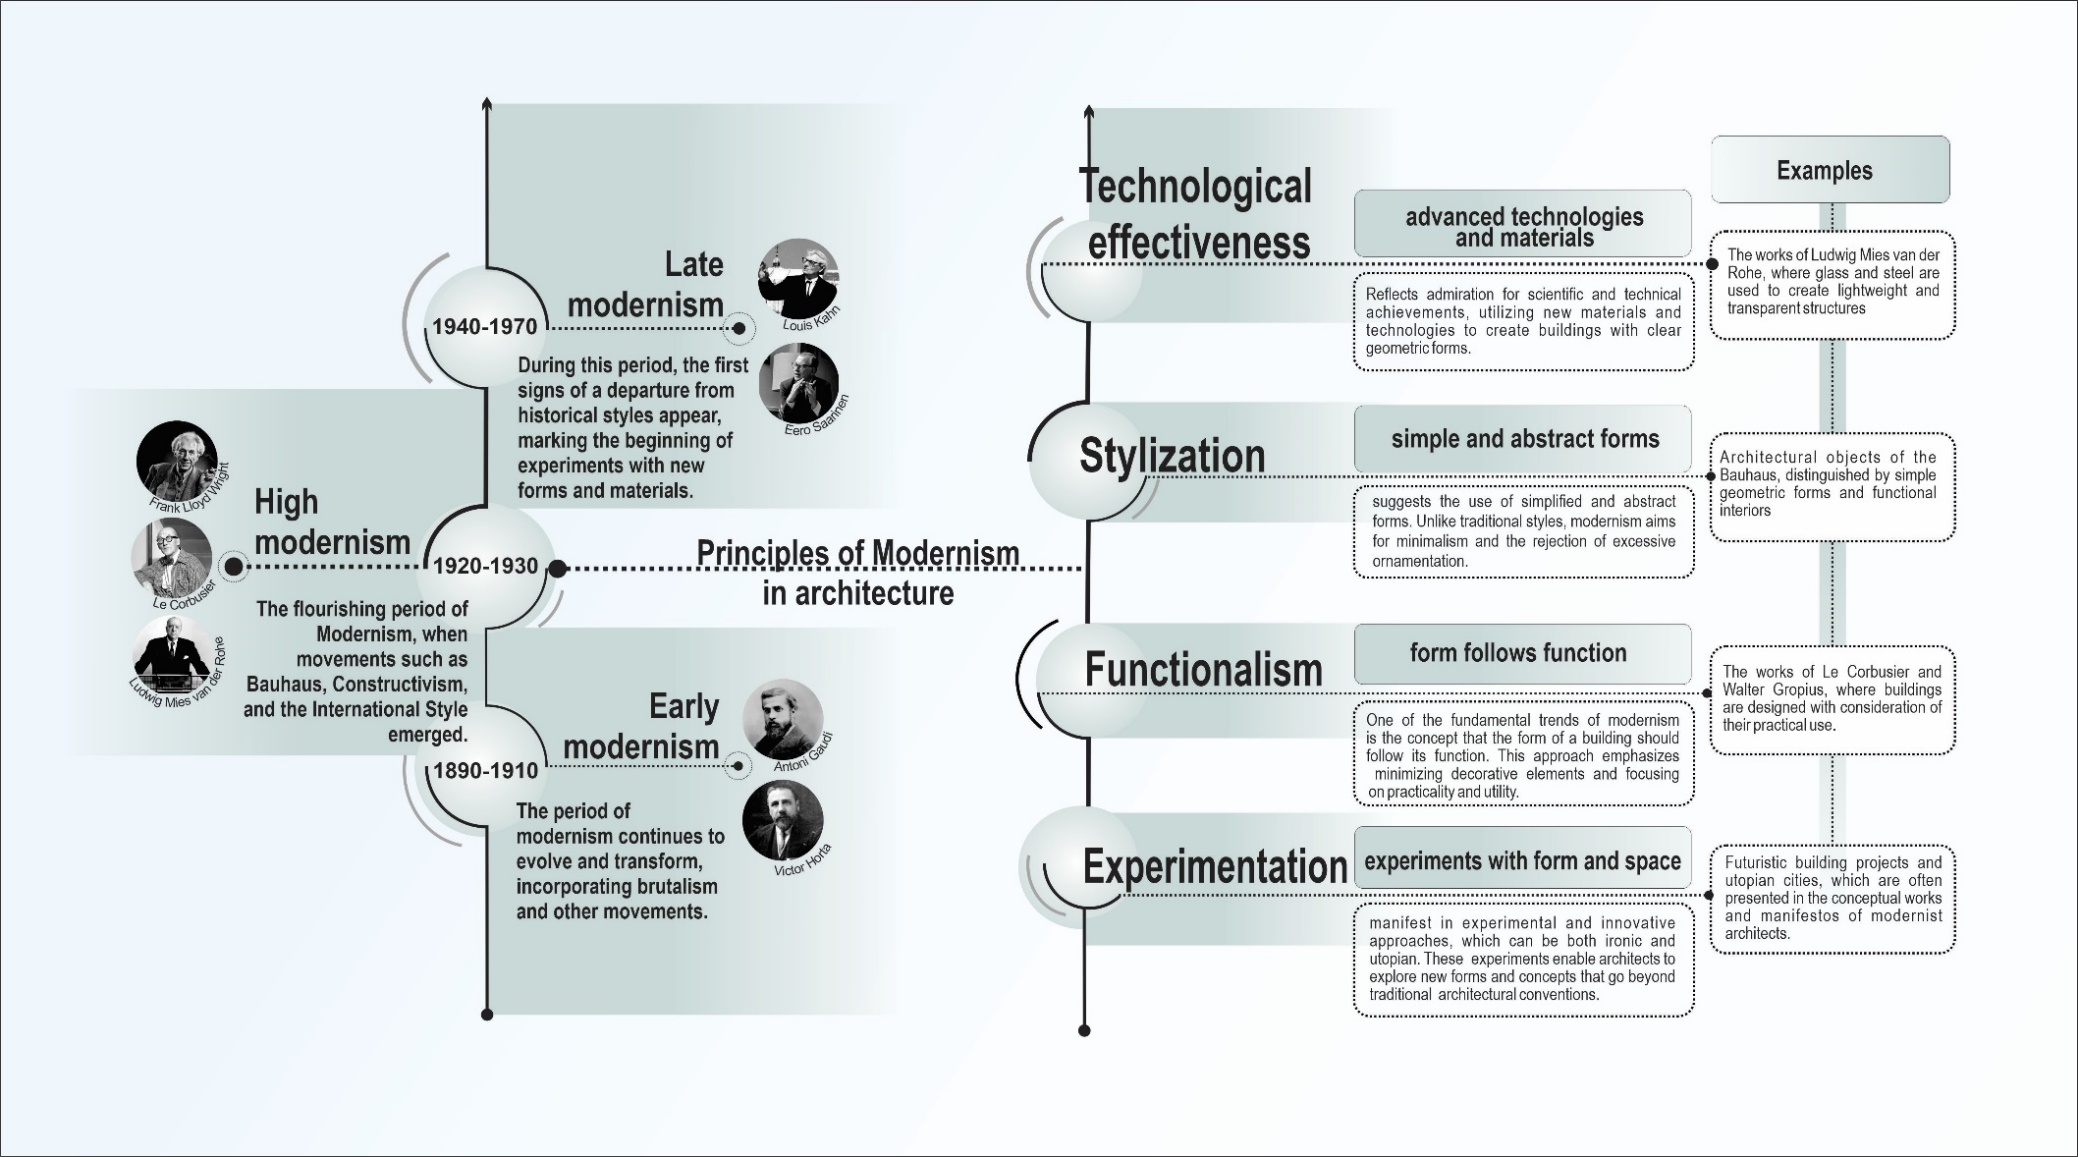 Late
modernism
1940-1970
Louis Kahn
Eero Saarinen
During this period, the first
signs of a departure from
historical styles appear,
marking the beginning of
experiments with new
forms and materials.
Frank Lloyd Wright
Le Corbusier
Ludwig Mies van der Rohe
High
modernism
1920-1930
The flourishing period of
Modernism, when
movements such as
Bauhaus, Constructivism,
and the International Style
emerged.
Early
modernism
1890-1910
Antoni Gaudí
Victor Horta
The period of
modernism continues to
evolve and transform,
incorporating brutalism
and other movements.
Principles of Modernism
in architecture
Technological
effectiveness
advanced technologies
and materials
Reflects admiration for scientific and technical
achievements, utilizing new materials and
technologies to create buildings with clear
geometric forms.
Examples
The works of Ludwig Mies van der
Rohe, where glass and steel are
used to create lightweight and
transparent structures
Stylization
simple and abstract forms
suggests the use of simplified and abstract
forms. Unlike traditional styles, modernism aims
for minimalism and the rejection of excessive
ornamentation.
Architectural objects of the
Bauhaus, distinguished by simple
geometric forms and functional
interiors
Functionalism
form follows function
One of the fundamental trends of modernism
is the concept that the form of a building should
follow its function. This approach emphasizes
minimizing decorative elements and focusing
on practicality and utility.
The works of Le Corbusier and
Walter Gropius, where buildings
are designed with consideration of
their practical use.
Experimentation
experiments with form and space
manifest in experimental and innovative
approaches, which can be both ironic and
utopian. These experiments enable architects to
explore new forms and concepts that go beyond
traditional architectural conventions.
Futuristic building projects and
utopian cities, which are often
presented in the conceptual works
and manifestos of modernist
architects.